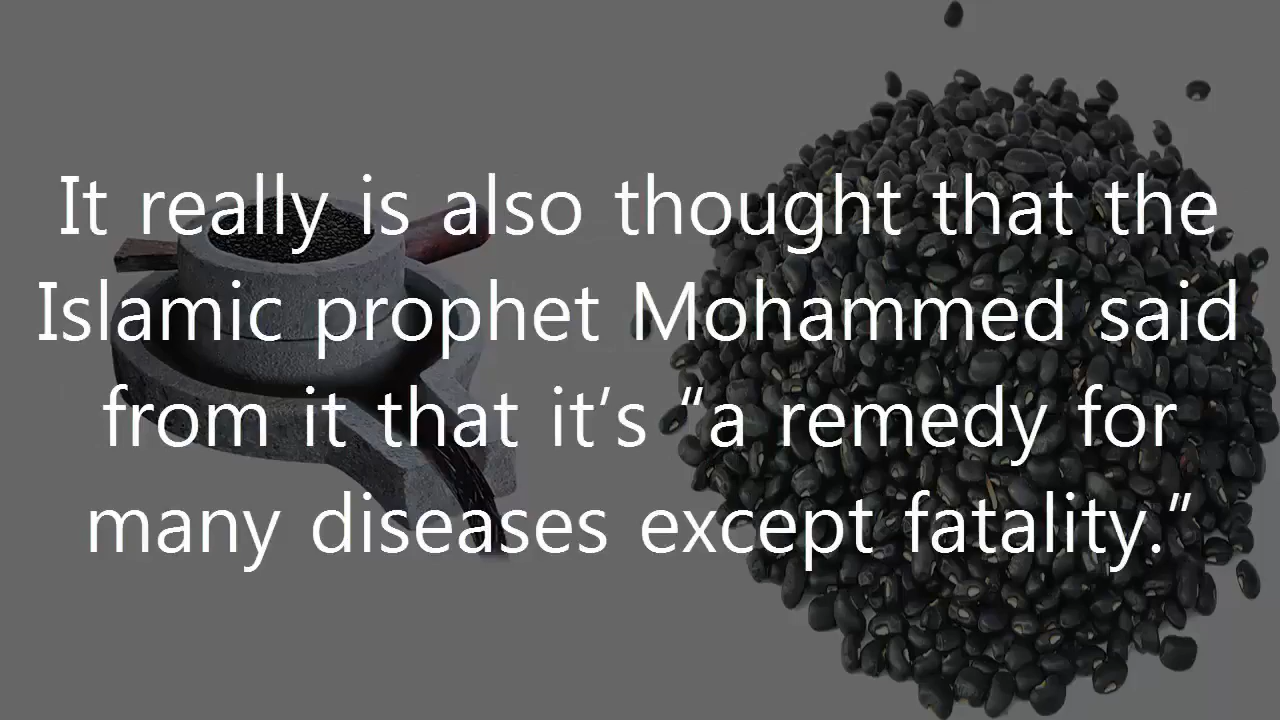 It really is also thought that the
Islamic prophet Mohammed said
from it that it’s “a remedy for
many diseases except fatality.”